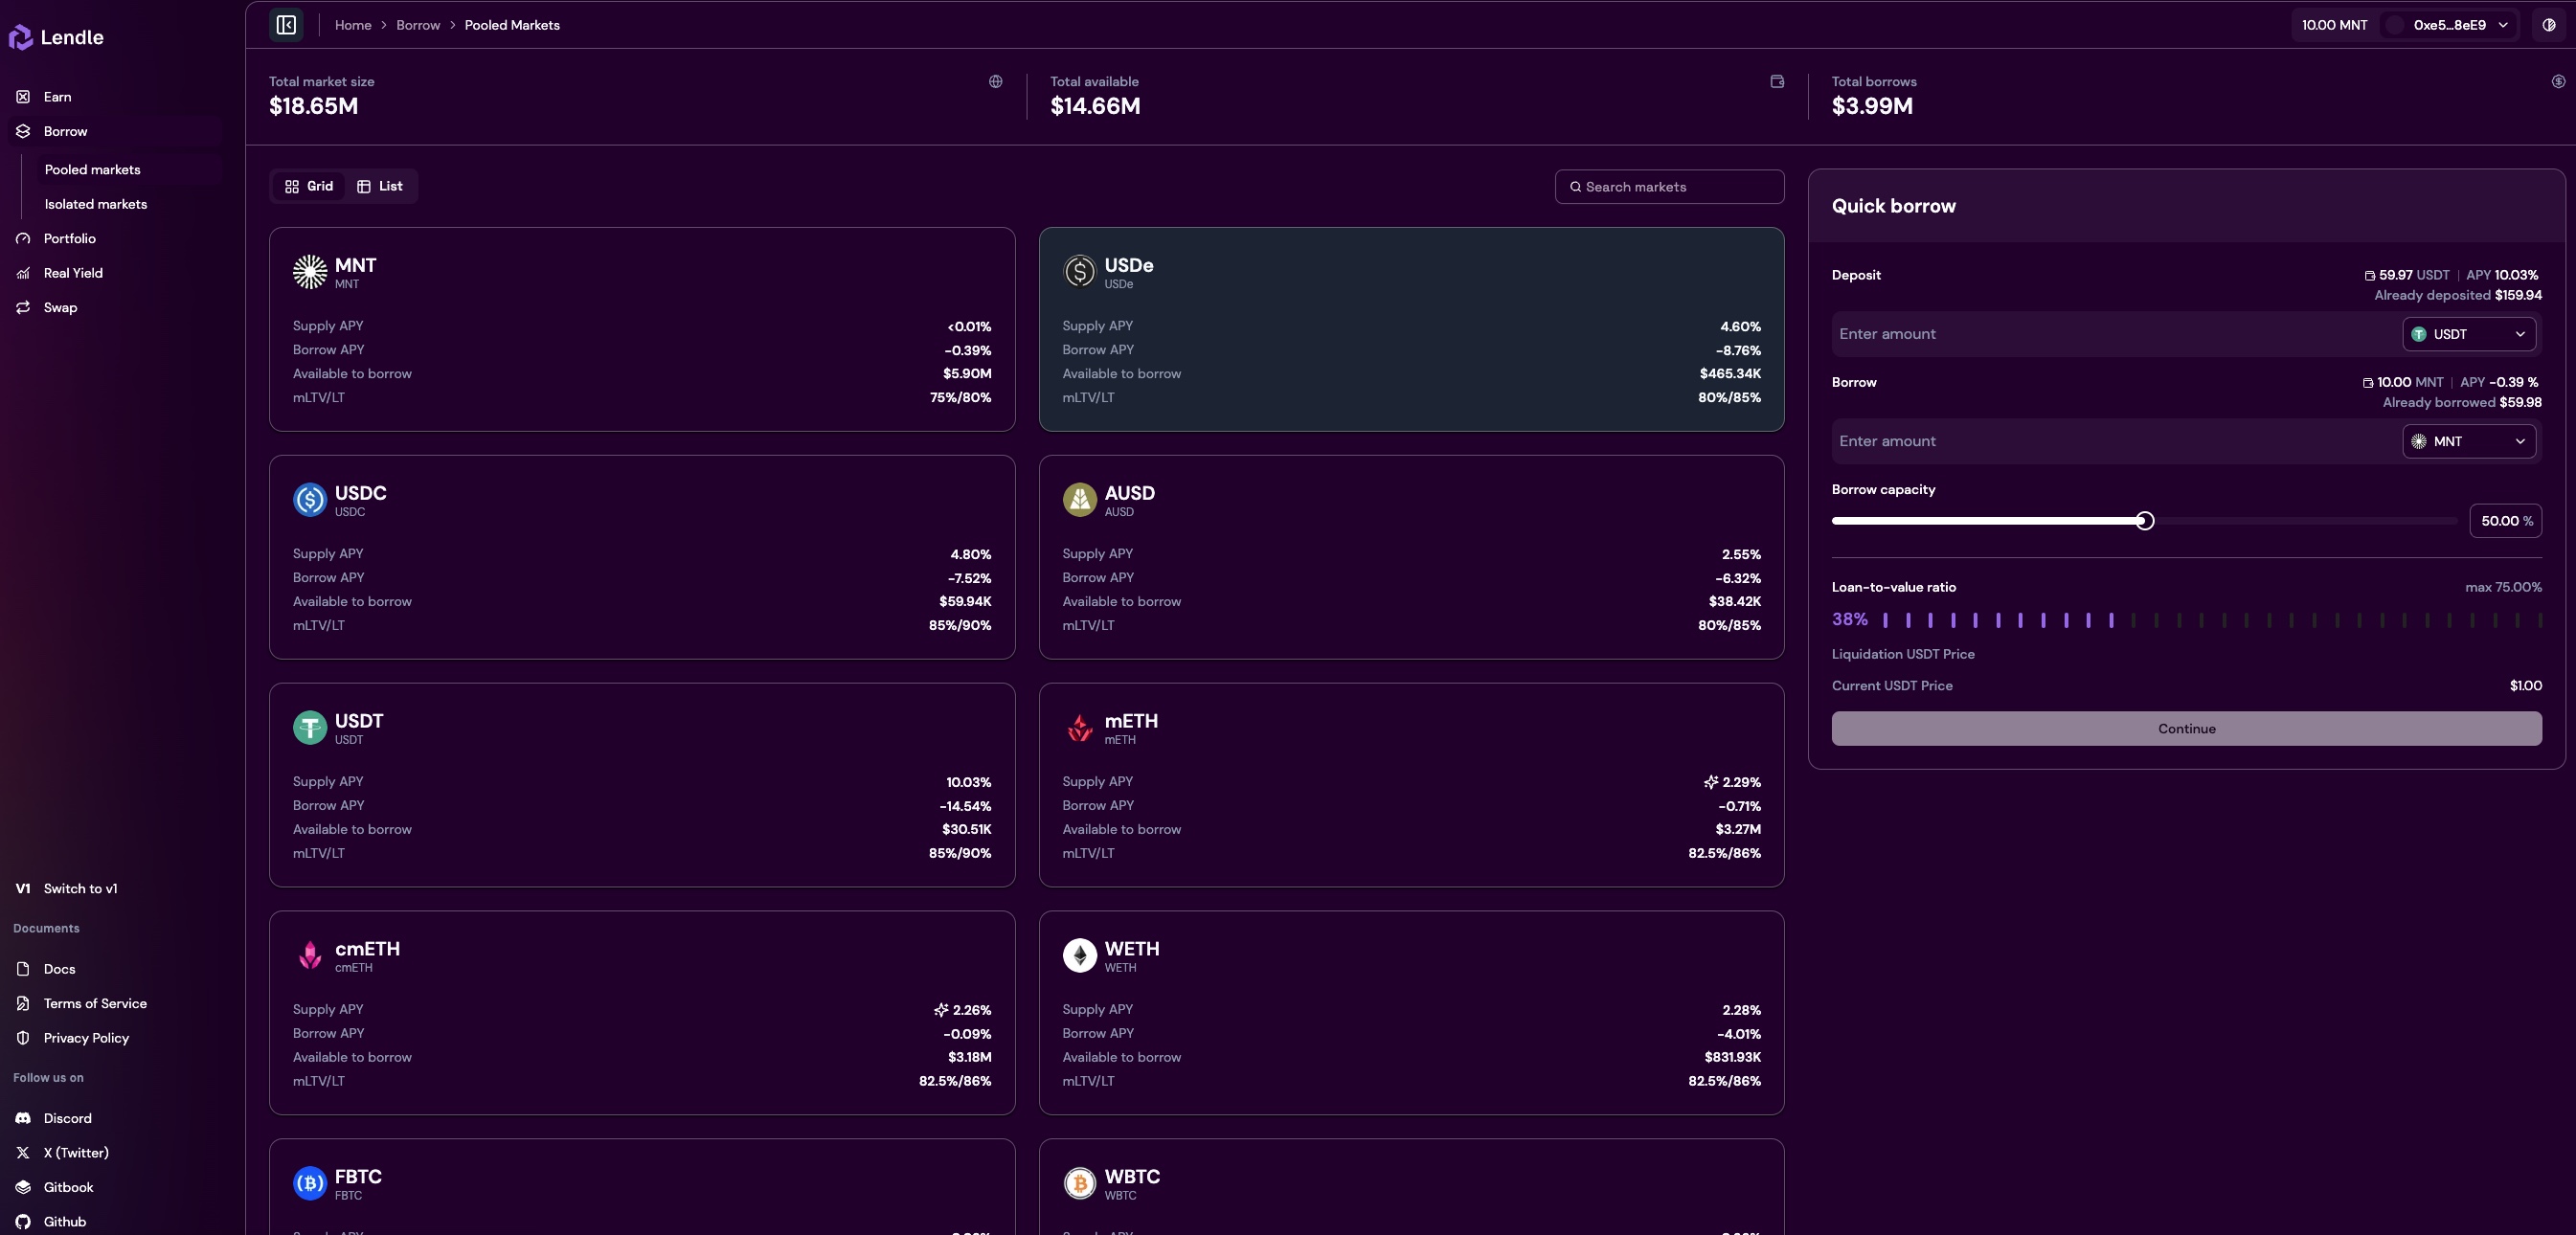 Lendle
Earn
Borrow
Pooled markets
Isolated markets
Portfolio
Real Yield
Swap
V1 Switch to v1
Documents
Docs
Terms of Service
Privacy Policy
Follow us on
Discord
X (Twitter)
Gitbook
Github
Home > Borrow > Pooled Markets
10.00 MNT 0xe5...8eE9
Total market size
$18.65M
Total available
$14.66M
Total borrows
$3.99M
Grid List
Search markets
MNT
MNT
Supply APY <0.01%
Borrow APY -0.39%
Available to borrow $5.90M
mLTV/LT 75%/80%
USDe
USDe
Supply APY 4.60%
Borrow APY -8.76%
Available to borrow $465.34K
mLTV/LT 80%/85%
USDC
USDC
Supply APY 4.80%
Borrow APY -7.52%
Available to borrow $59.94K
mLTV/LT 85%/90%
AUSD
AUSD
Supply APY 2.55%
Borrow APY -6.32%
Available to borrow $38.42K
mLTV/LT 80%/85%
USDT
USDT
Supply APY 10.03%
Borrow APY -14.54%
Available to borrow $30.51K
mLTV/LT 85%/90%
mETH
mETH
Supply APY 2.29%
Borrow APY -0.71%
Available to borrow $3.27M
mLTV/LT 82.5%/86%
cmETH
cmETH
Supply APY 2.26%
Borrow APY -0.09%
Available to borrow $3.18M
mLTV/LT 82.5%/86%
WETH
WETH
Supply APY 2.28%
Borrow APY -4.01%
Available to borrow $831.93K
mLTV/LT 82.5%/86%
FBTC
FBTC
WBTC
WBTC
Quick borrow
Deposit 59.97 USDT | APY 10.03%
Already deposited $159.94
Enter amount USDT
Borrow 10.00 MNT | APY -0.39 %
Already borrowed $59.98
Enter amount MNT
Borrow capacity
50.00 %
Loan-to-value ratio max 75.00%
38%
Liquidation USDT Price
Current USDT Price $1.00
Continue